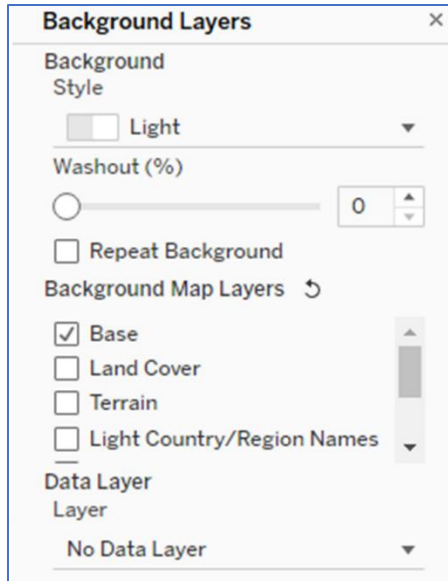 Background Layers
Background
Style
Light
Washout (%)
0
Repeat Background
Background Map Layers
Base
Land Cover
Terrain
Light Country/Region Names
Data Layer
Layer
No Data Layer